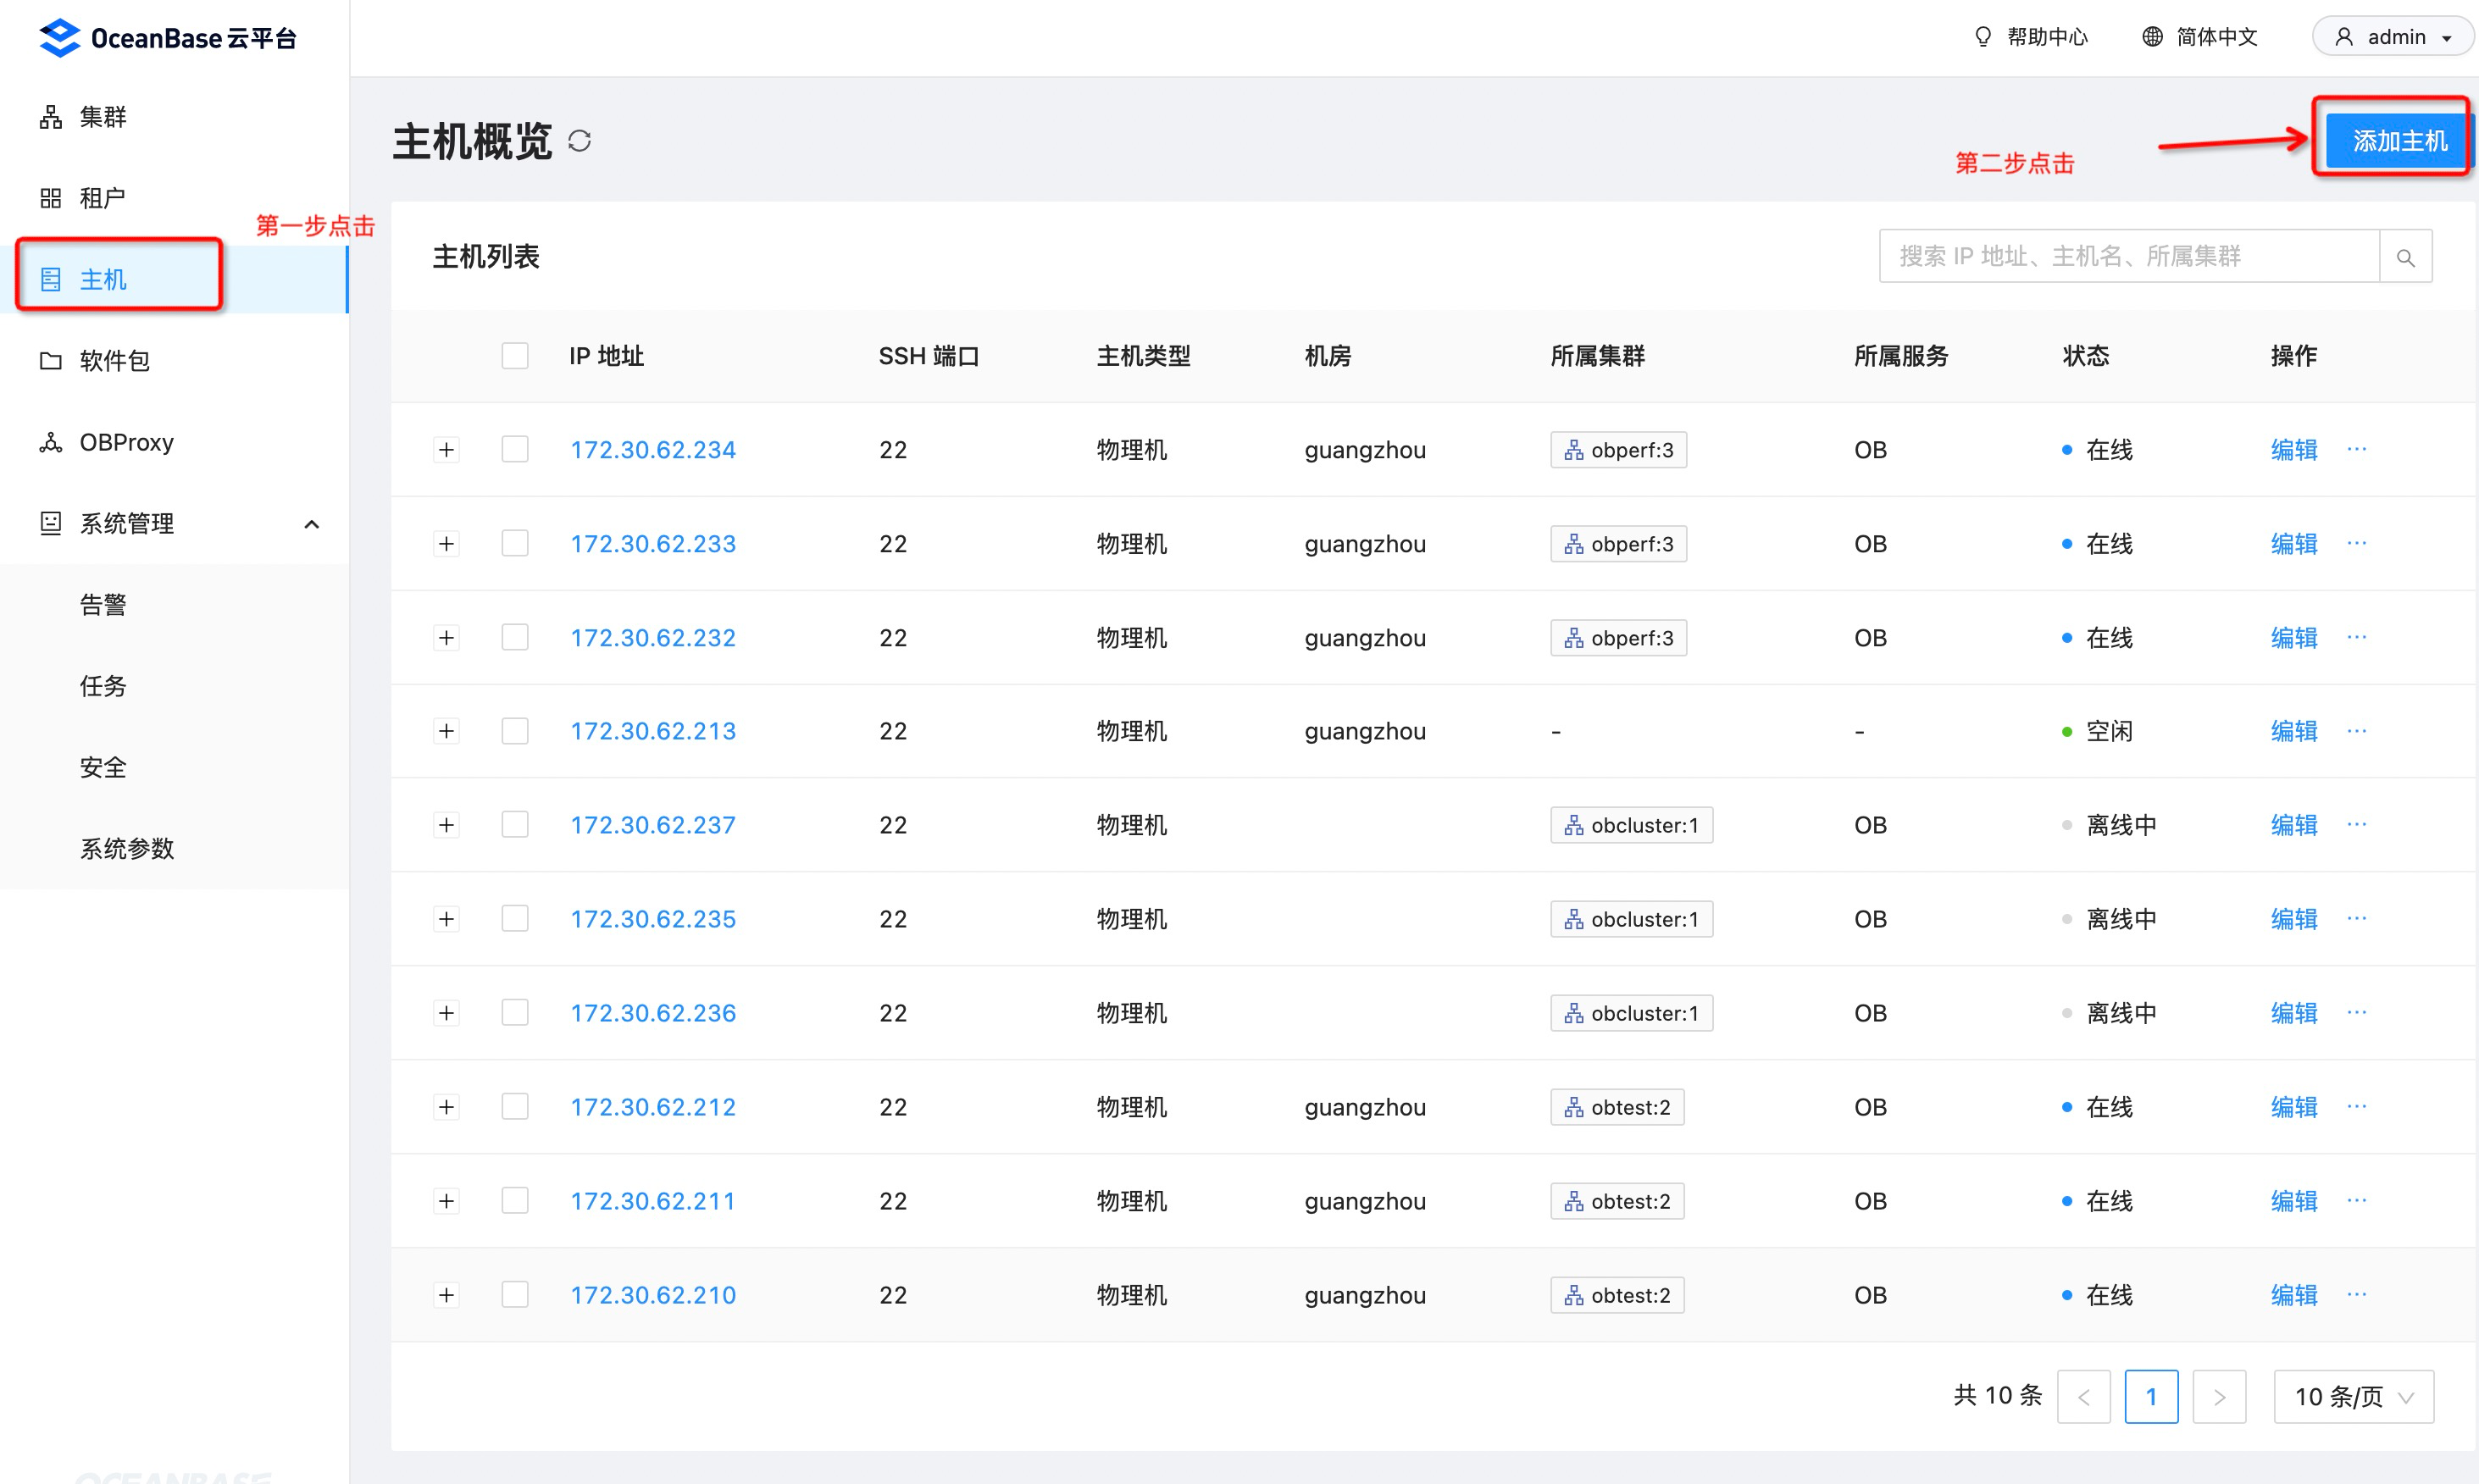 OceanBase 云平台
帮助中心
简体中文
admin
集群
租户
主机
软件包
OBProxy
系统管理
告警
任务
安全
系统参数
第一步点击
主机概览
第二步点击
添加主机
主机列表
搜索 IP 地址、主机名、所属集群
IP 地址 SSH 端口 主机类型 机房 所属集群 所属服务 状态 操作
172.30.62.234 22 物理机 guangzhou obperf:3 OB 在线 编辑 ···
172.30.62.233 22 物理机 guangzhou obperf:3 OB 在线 编辑 ···
172.30.62.232 22 物理机 guangzhou obperf:3 OB 在线 编辑 ···
172.30.62.213 22 物理机 guangzhou - - 空闲 编辑 ···
172.30.62.237 22 物理机 obcluster:1 OB 离线中 编辑 ···
172.30.62.235 22 物理机 obcluster:1 OB 离线中 编辑 ···
172.30.62.236 22 物理机 obcluster:1 OB 离线中 编辑 ···
172.30.62.212 22 物理机 guangzhou obtest:2 OB 在线 编辑 ···
172.30.62.211 22 物理机 guangzhou obtest:2 OB 在线 编辑 ···
172.30.62.210 22 物理机 guangzhou obtest:2 OB 在线 编辑 ···
共 10 条 < 1 > 10 条/页
OCEANBASE